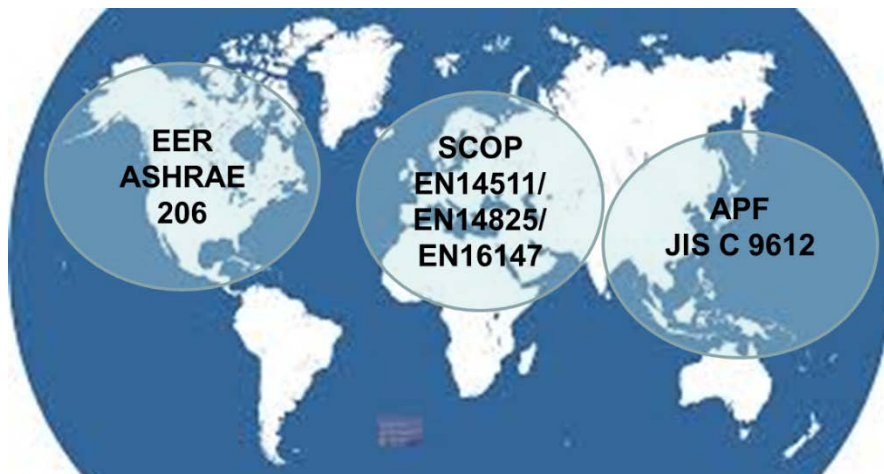 EER
ASHRAE
206
SCOP
EN14511/
EN14825/
EN16147
APF
JIS C 9612